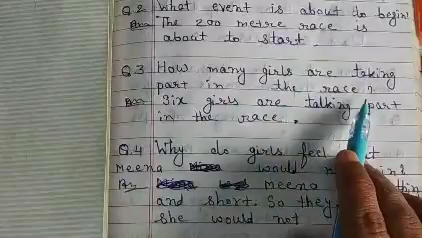 Q.2 What event is about to begin?
Ans The 200 metre race is
about to start.
Q.3 How many girls are taking
part in the race?
Ans Six girls are talking part
in the race.
Q.4 Why do girls feel
Meena would
Meena
and short. So they
she would not